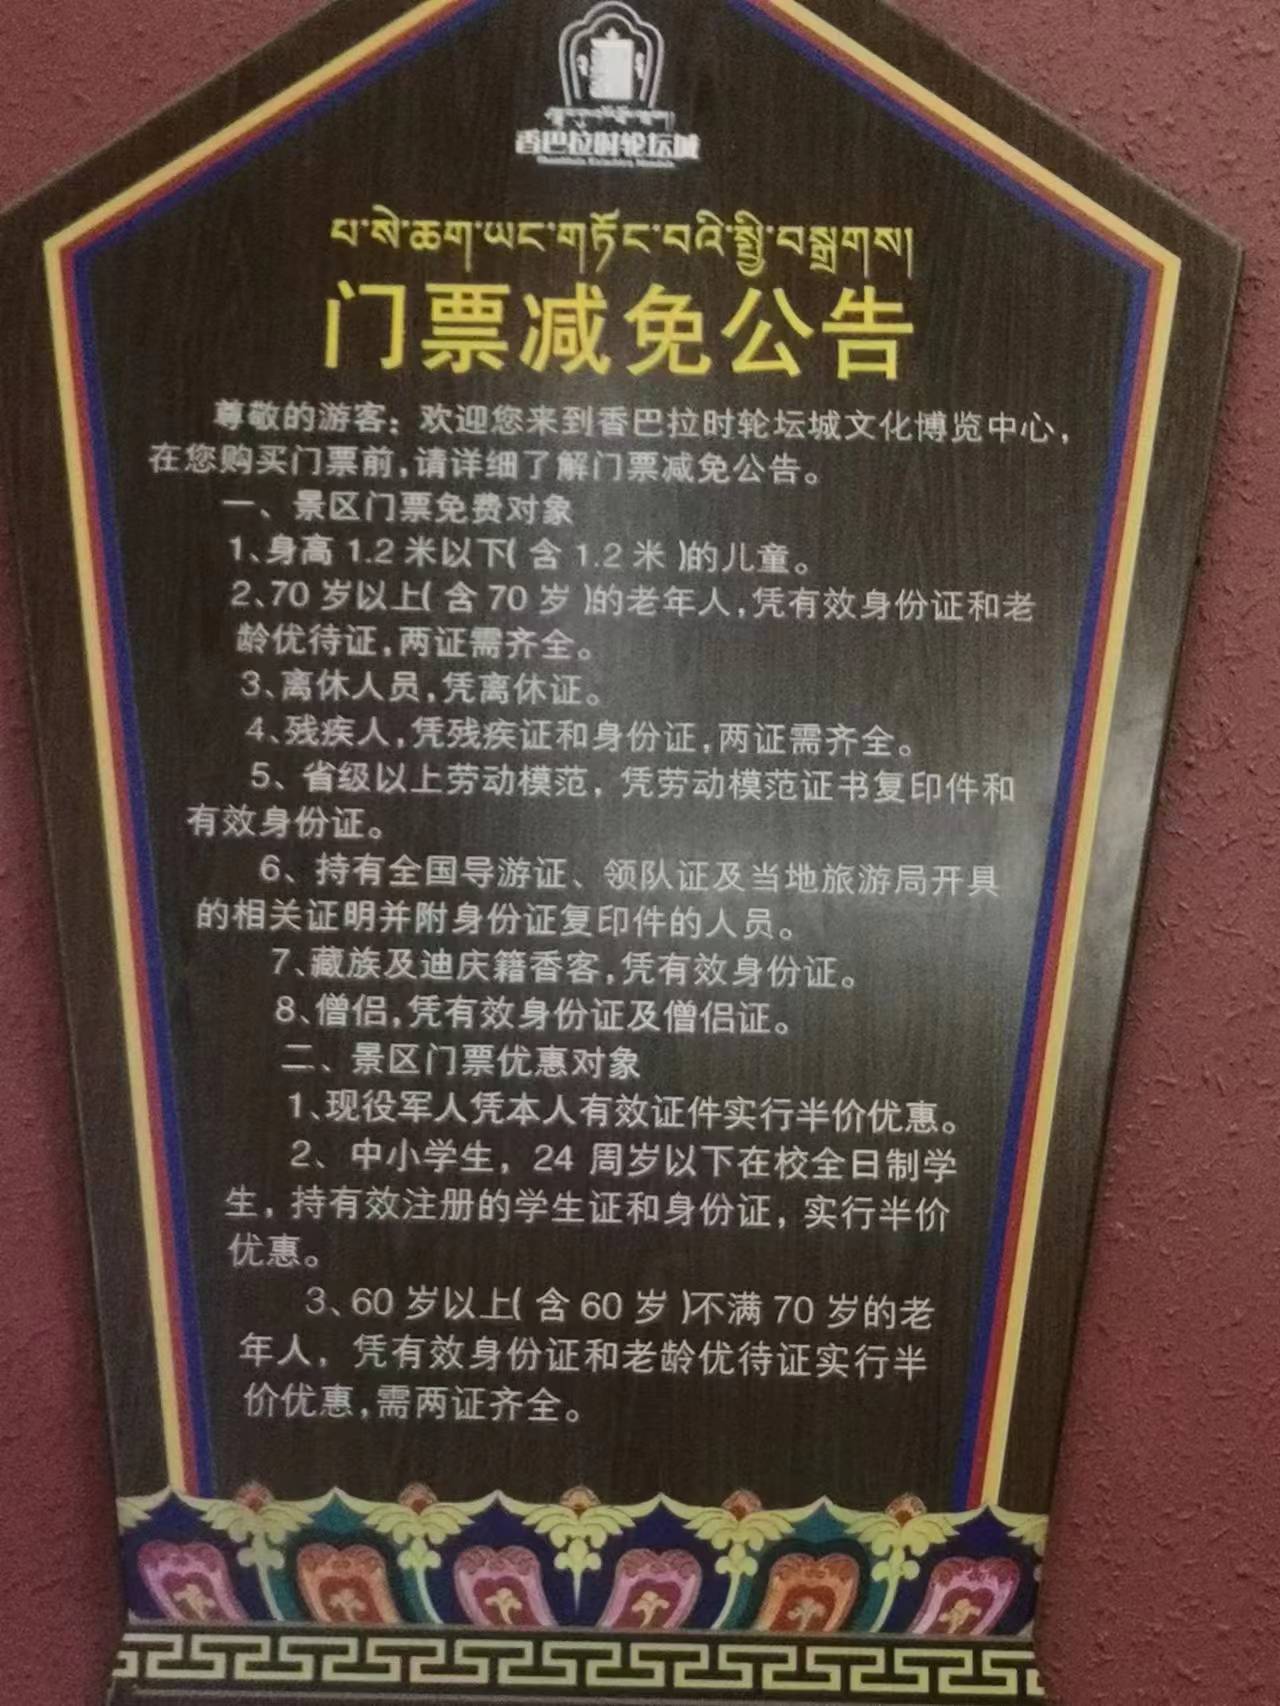 香巴拉时轮坛城
པ་སེ་ཆག་ཡང་གཏོང་བའི་སྤྱི་བསྒྲགས།
门票减免公告
尊敬的游客：欢迎您来到香巴拉时轮坛城文化博览中心，
在您购买门票前,请详细了解门票减免公告。
一、景区门票免费对象
1、身高 1.2 米以下( 含 1.2 米 )的儿童。
2、70 岁以上( 含 70 岁 )的老年人,凭有效身份证和老
龄优待证,两证需齐全。
3、离休人员,凭离休证。
4、残疾人,凭残疾证和身份证,两证需齐全。
5、省级以上劳动模范，凭劳动模范证书复印件和
有效身份证。
6、持有全国导游证、领队证及当地旅游局开具
的相关证明并附身份证复印件的人员。
7、藏族及迪庆籍香客,凭有效身份证。
8、僧侣,凭有效身份证及僧侣证。
二、景区门票优惠对象
1、现役军人凭本人有效证件实行半价优惠。
2、中小学生，24 周岁以下在校全日制学
生，持有效注册的学生证和身份证，实行半价
优惠。
3、60 岁以上( 含 60 岁 )不满 70 岁的老
年人，凭有效身份证和老龄优待证实行半
价优惠,需两证齐全。